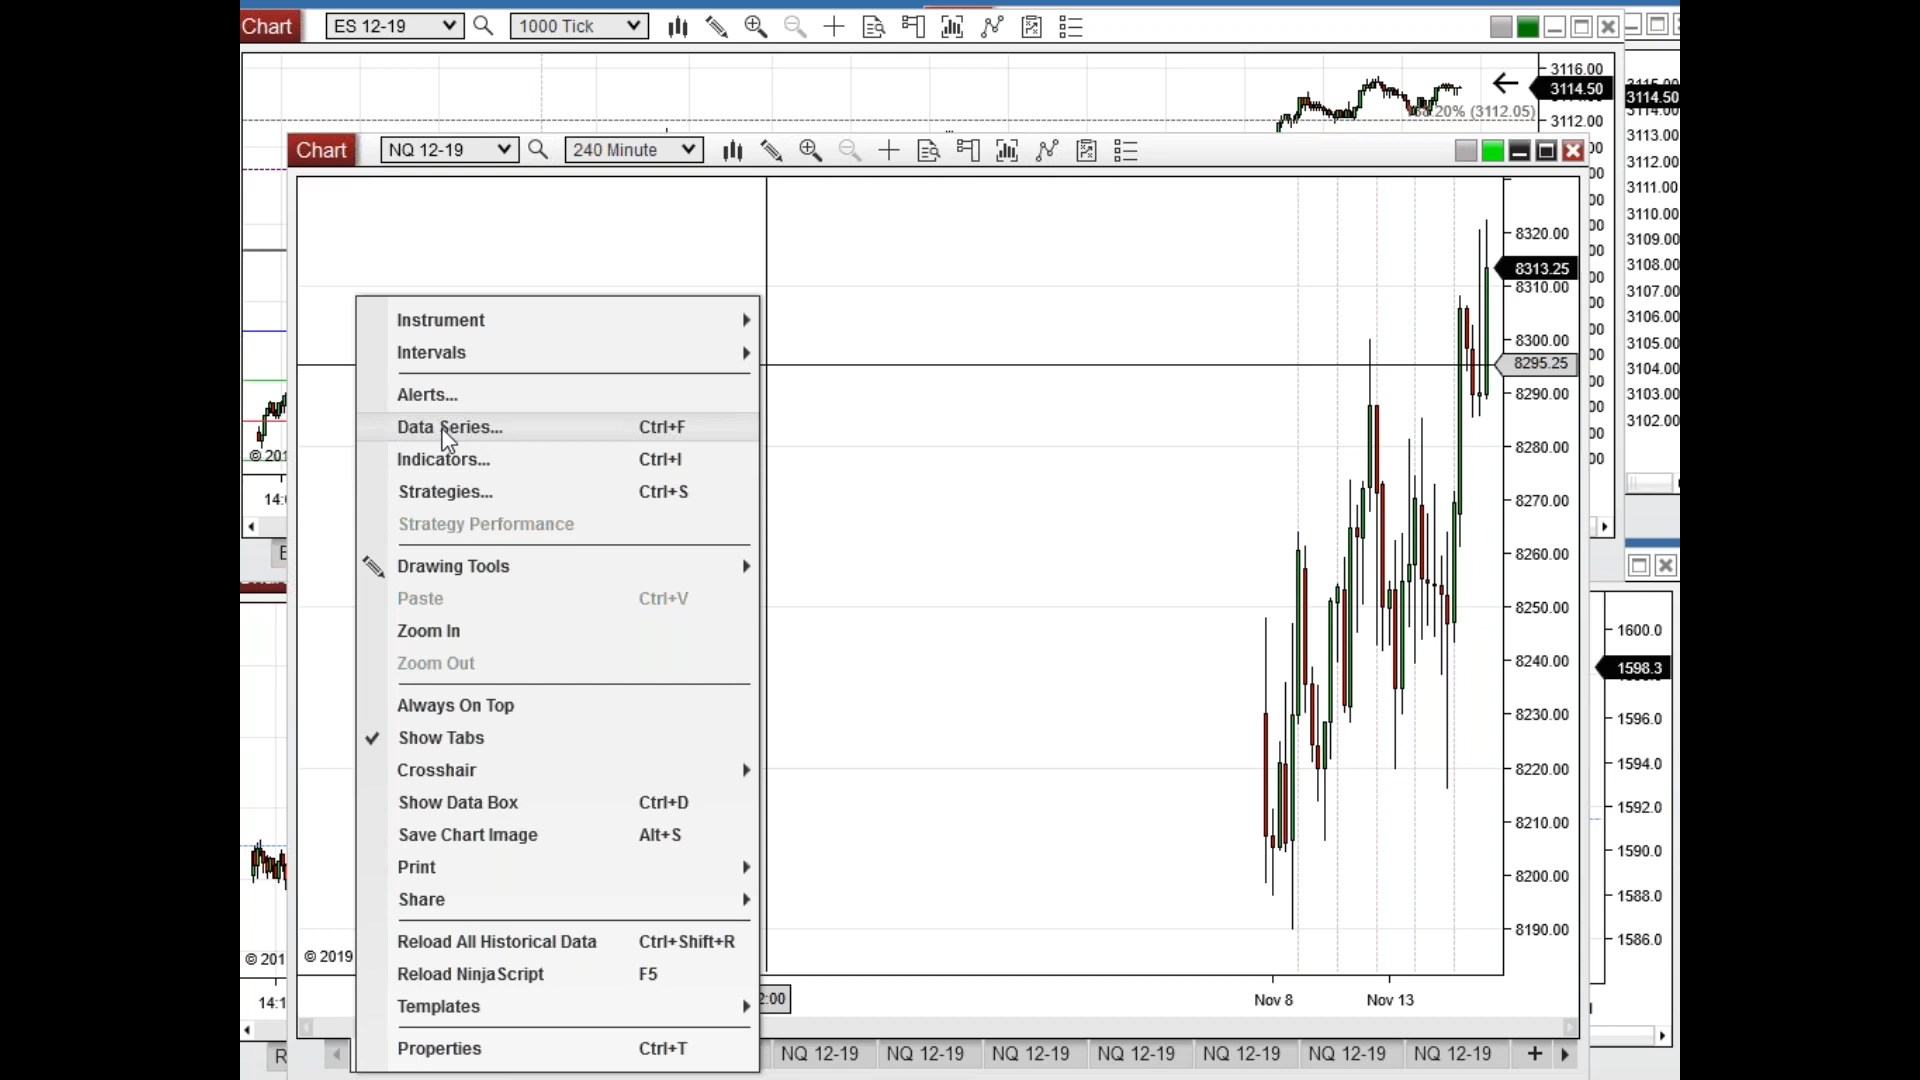 Chart ES 12-19 1000 Tick
3116.00
3114.50
3112.00
.20% (3112.05)
3114.50
3113.00
3112.00
3111.00
3110.00
3109.00
3108.00
3107.00
3106.00
3105.00
3104.00
3103.00
3102.00
Chart NQ 12-19 240 Minute
8320.00
8313.25
8310.00
8300.00
8295.25
8290.00
8280.00
8270.00
8260.00
8250.00
8240.00
8230.00
8220.00
8210.00
8200.00
8190.00
Instrument
Intervals
Alerts...
Data Series... Ctrl+F
Indicators... Ctrl+I
Strategies... Ctrl+S
Strategy Performance
Drawing Tools
Paste Ctrl+V
Zoom In
Zoom Out
Always On Top
Show Tabs
Crosshair
Show Data Box Ctrl+D
Save Chart Image Alt+S
Print
Share
Reload All Historical Data Ctrl+Shift+R
Reload NinjaScript F5
Templates
Properties Ctrl+T
© 201
14:
© 201
14:1
© 2019
2:00
Nov 8 Nov 13
NQ 12-19 NQ 12-19 NQ 12-19 NQ 12-19 NQ 12-19 NQ 12-19 NQ 12-19
1600.0
1598.3
1596.0
1594.0
1592.0
1590.0
1588.0
1586.0